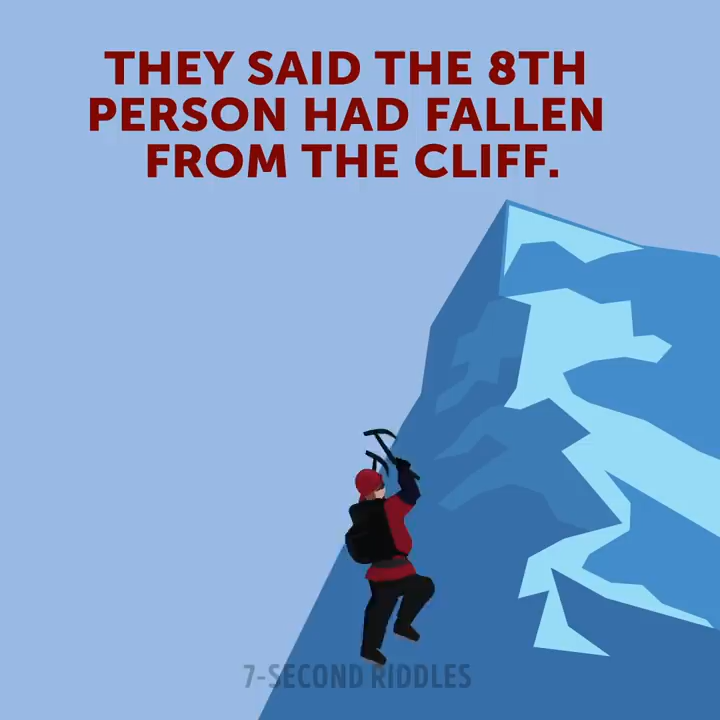 THEY SAID THE 8TH
PERSON HAD FALLEN
FROM THE CLIFF.
7-SECOND RIDDLES